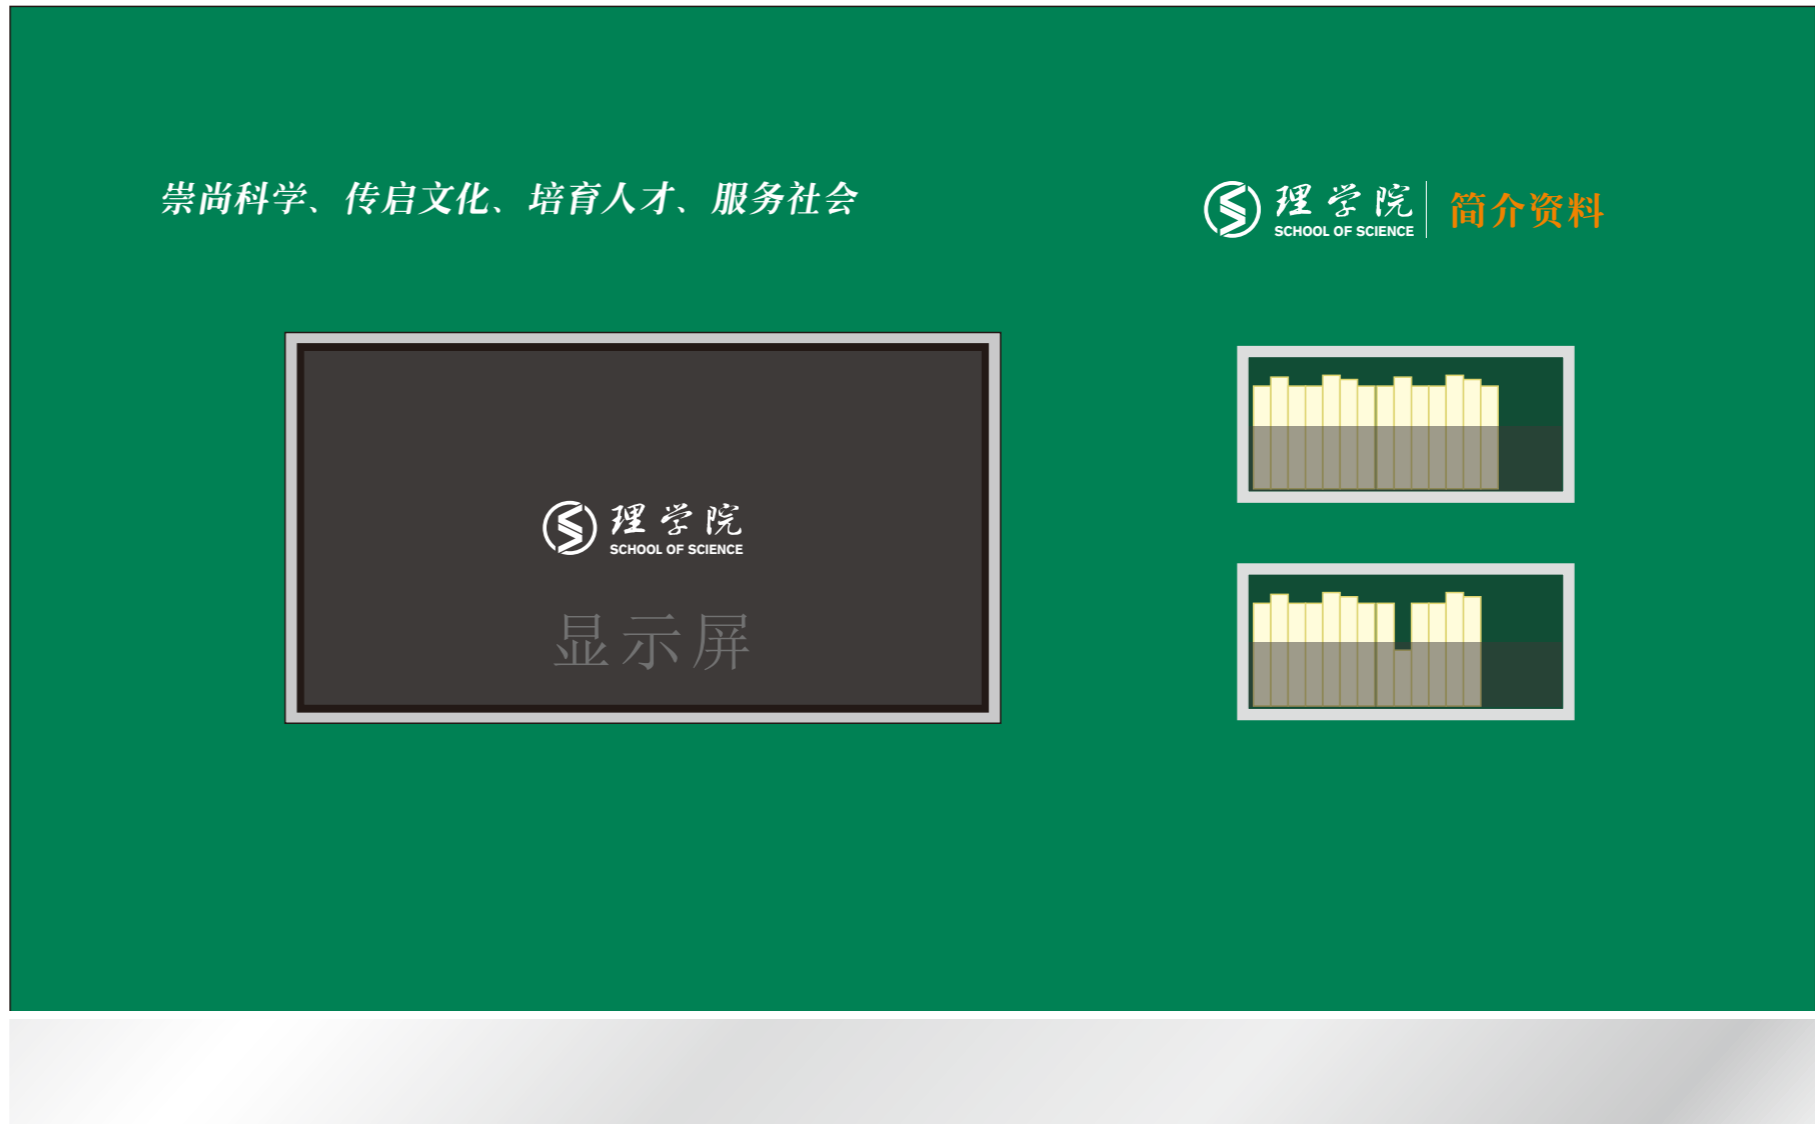 崇尚科学、传启文化、培育人才、服务社会
理学院
SCHOOL OF SCIENCE
简介资料
理学院
SCHOOL OF SCIENCE
显示屏